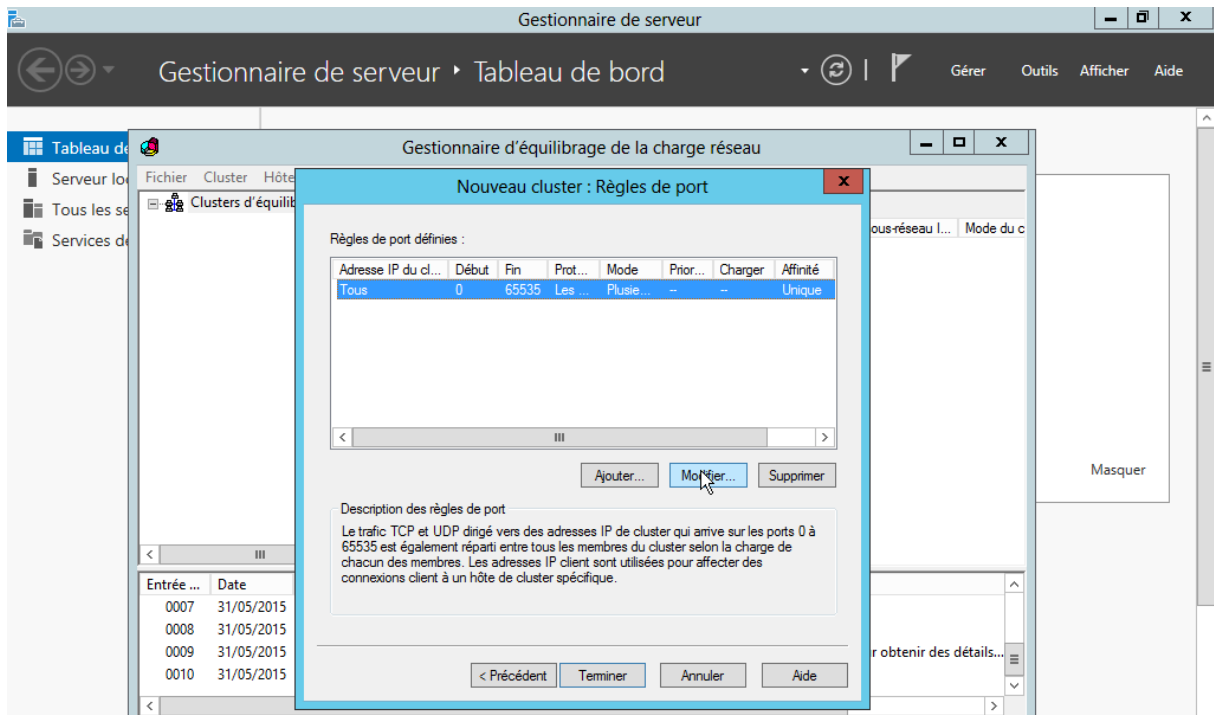 Gestionnaire de serveur
Gestionnaire de serveur • Tableau de bord
Gérer Outils Afficher Aide
Tableau de
Serveur lo
Tous les se
Services de
Gestionnaire d'équilibrage de la charge réseau
Fichier Cluster Hôte
Clusters d'équilib
ous-réseau I... Mode du c
Nouveau cluster : Règles de port
Règles de port définies :
Adresse IP du cl... Début Fin Prot... Mode Prior... Charger Affinité
Tous 0 65535 Les ... Plusie... -- -- Unique
Ajouter... Modifier... Supprimer
Masquer
Description des règles de port
Le trafic TCP et UDP dirigé vers des adresses IP de cluster qui arrive sur les ports 0 à
65535 est également réparti entre tous les membres du cluster selon la charge de
chacun des membres. Les adresses IP client sont utilisées pour affecter des
connexions client à un hôte de cluster spécifique.
Entrée ... Date
0007 31/05/2015
0008 31/05/2015
0009 31/05/2015
r obtenir des détails...
0010 31/05/2015
< Précédent Terminer Annuler Aide